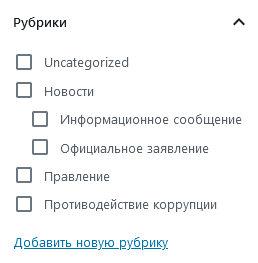 Рубрики
Uncategorized
Новости
Информационное сообщение
Официальное заявление
Правление
Противодействие коррупции
Добавить новую рубрику